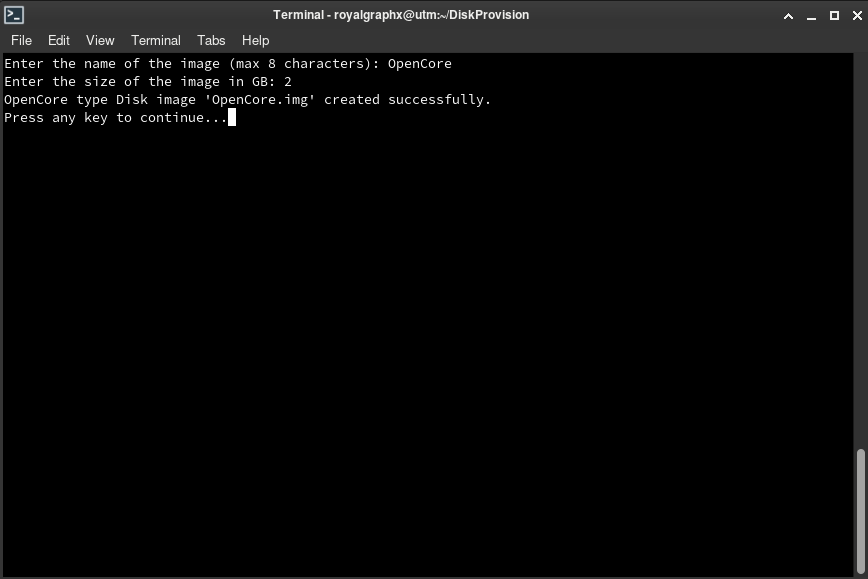 Terminal - royalgraphx@utm:~/DiskProvision
File Edit View Terminal Tabs Help
Enter the name of the image (max 8 characters): OpenCore
Enter the size of the image in GB: 2
OpenCore type Disk image 'OpenCore.img' created successfully.
Press any key to continue...